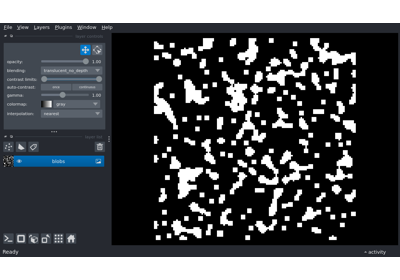 File View Layers Plugins Window Help
opacity: 1.00
blending: translucent_no_depth
contrast limits:
auto-contrast: once continuous
gamma: 1.00
colormap: gray
interpolation: nearest
blobs
Ready
activity